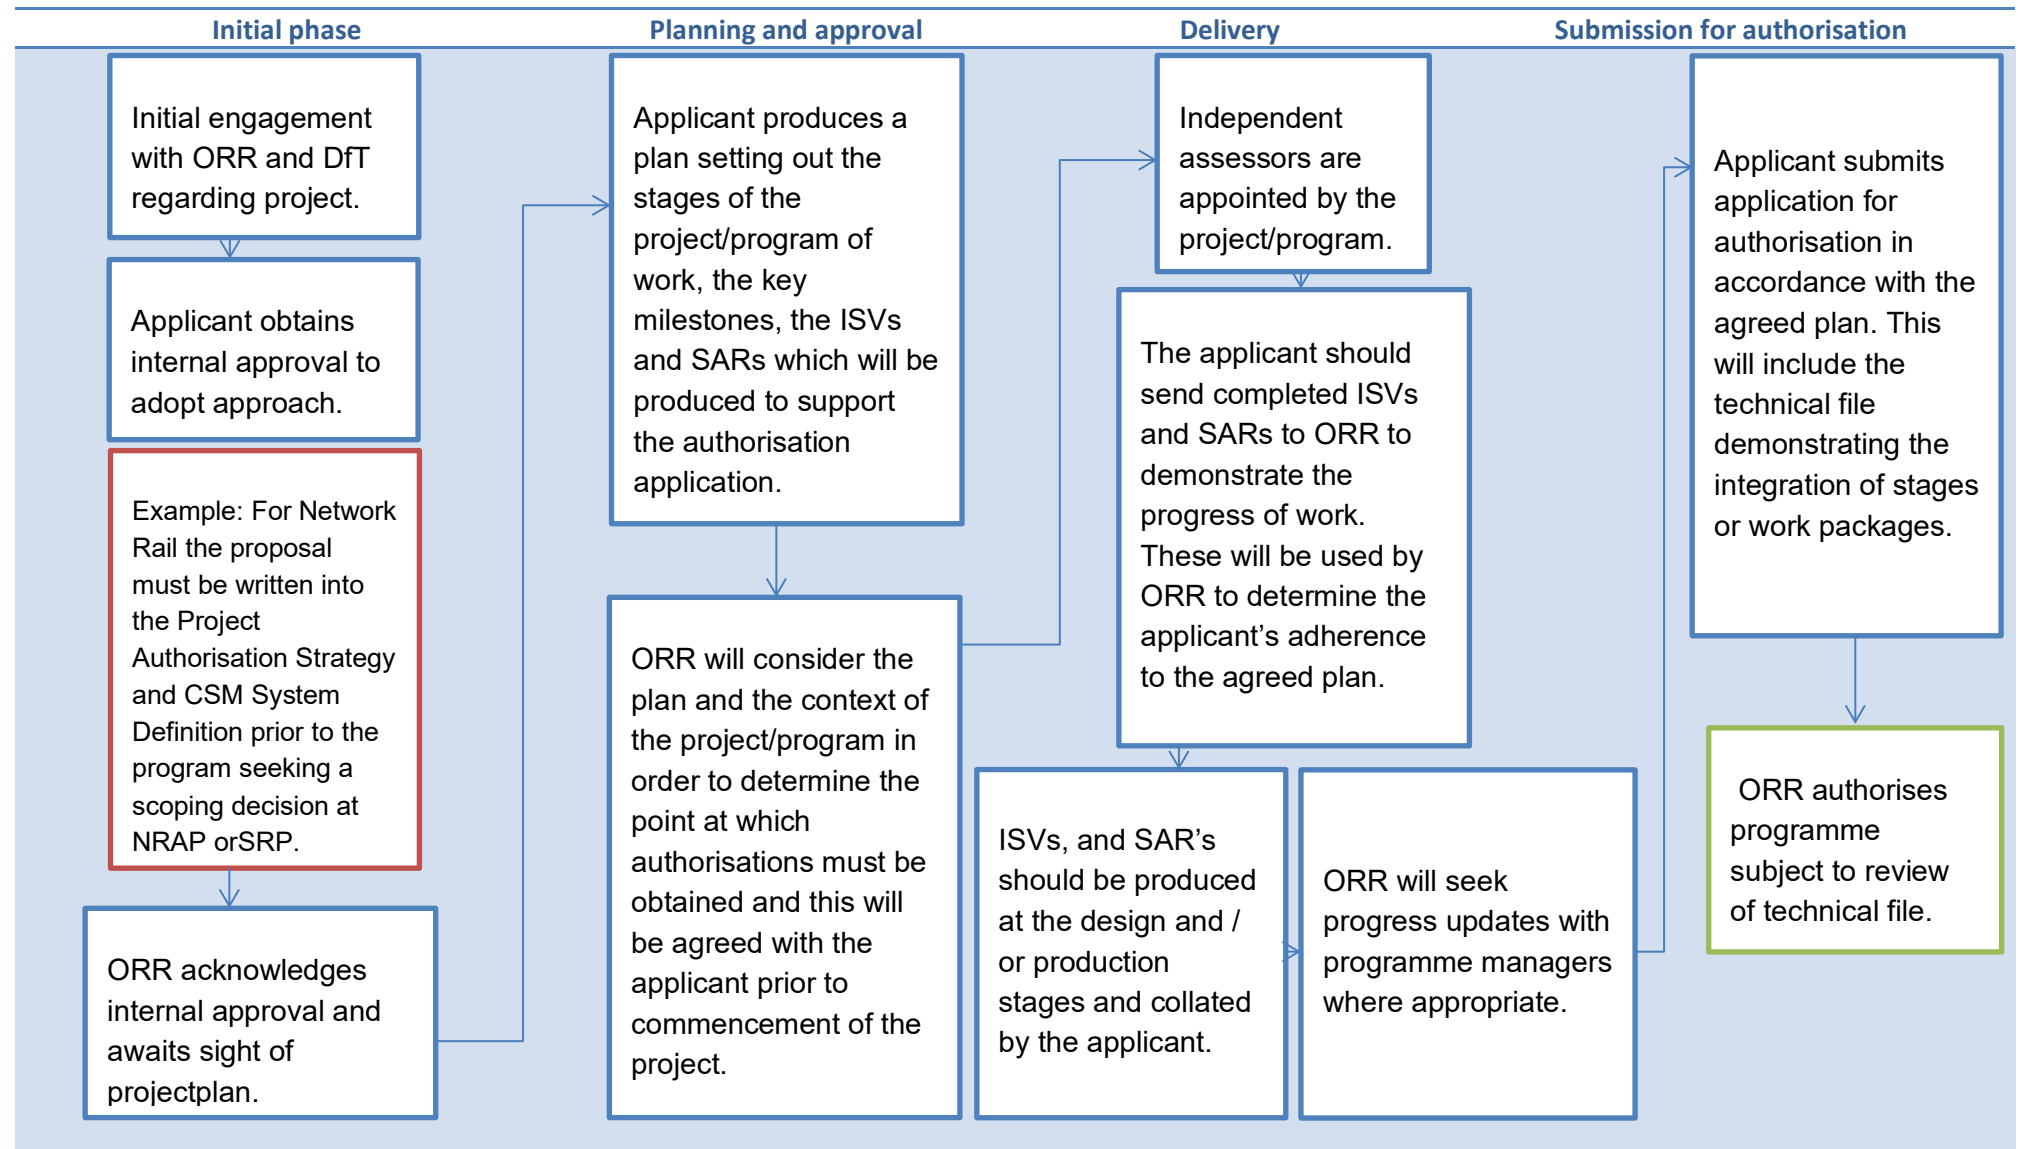 Initial phase
Planning and approval
Delivery
Submission for authorisation
Initial engagement
with ORR and DfT
regarding project.
Applicant obtains
internal approval to
adopt approach.
Example: For Network
Rail the proposal
must be written into
the Project
Authorisation Strategy
and CSM System
Definition prior to the
program seeking a
scoping decision at
NRAP orSRP.
ORR acknowledges
internal approval and
awaits sight of
projectplan.
Applicant produces a
plan setting out the
stages of the
project/program of
work, the key
milestones, the ISVs
and SARs which will be
produced to support
the authorisation
application.
ORR will consider the
plan and the context of
the project/program in
order to determine the
point at which
authorisations must be
obtained and this will
be agreed with the
applicant prior to
commencement of the
project.
Independent
assessors are
appointed by the
project/program.
The applicant should
send completed ISVs
and SARs to ORR to
demonstrate the
progress of work.
These will be used by
ORR to determine the
applicant’s adherence
to the agreed plan.
ISVs, and SAR’s
should be produced
at the design and /
or production
stages and collated
by the applicant.
ORR will seek
progress updates with
programme managers
where appropriate.
Applicant submits
application for
authorisation in
accordance with the
agreed plan. This
will include the
technical file
demonstrating the
integration of stages
or work packages.
ORR authorises
programme
subject to review
of technical file.